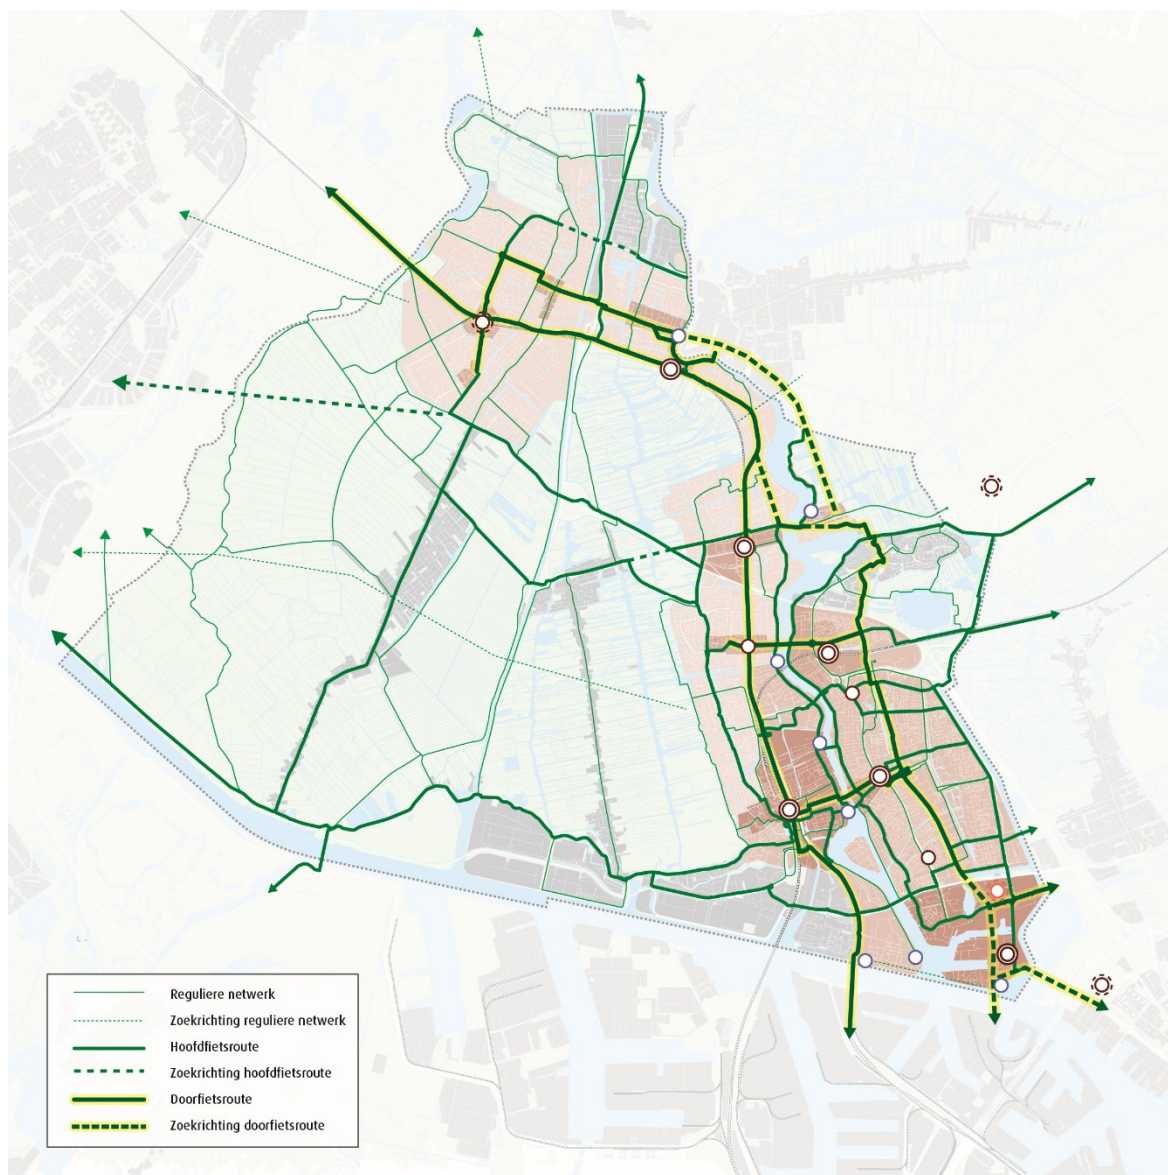 Reguliere netwerk
Zoekrichting reguliere netwerk
Hoofdfietsroute
Zoekrichting hoofdfietsroute
Doorfietsroute
Zoekrichting doorfietsroute